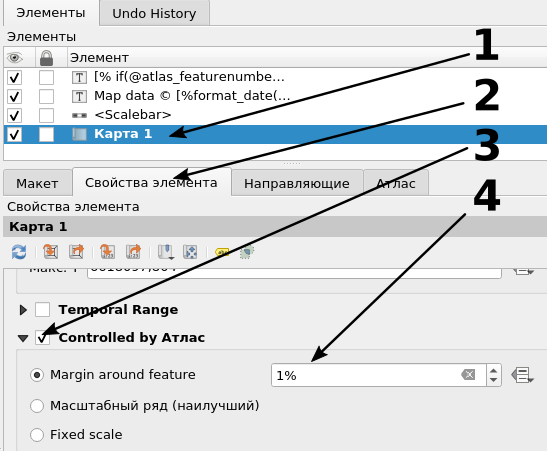 Элементы
Undo History
Элементы
Элемент
[% if(@atlas_featurenumbe...
Map data © [%format_date(...
<Scalebar>
Карта 1
1
2
3
4
Макет
Свойства элемента
Направляющие
Атлас
Свойства элемента
Карта 1
Temporal Range
Controlled by Атлас
Margin around feature
1%
Масштабный ряд (наилучший)
Fixed scale